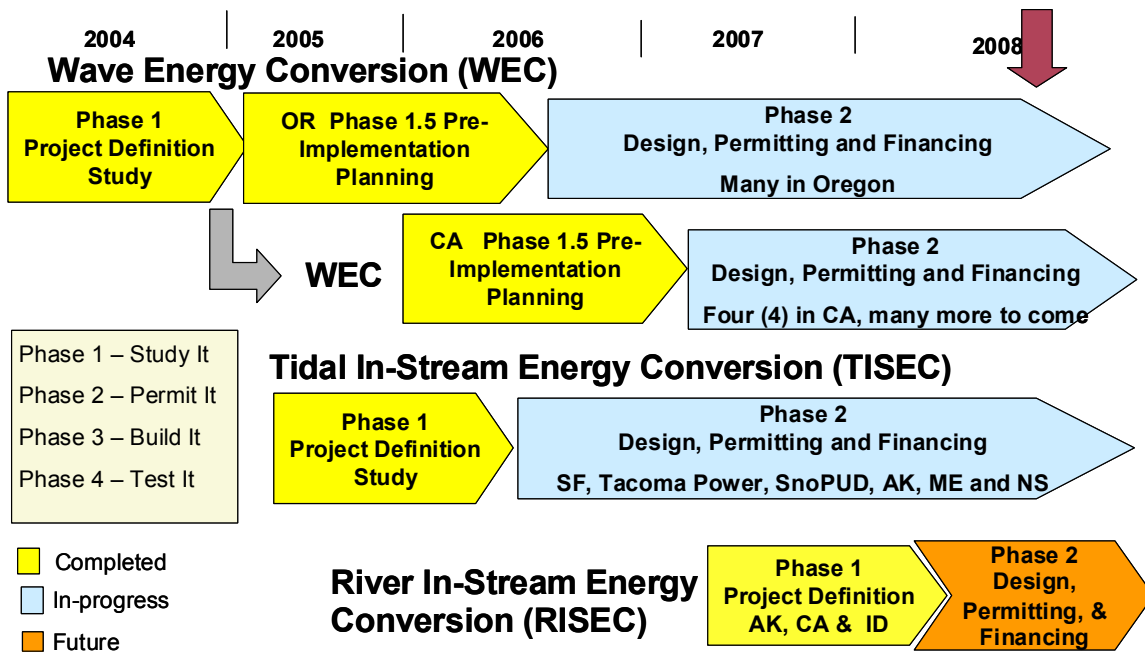 2004 2005 2006 2007 2008
Wave Energy Conversion (WEC)
Phase 1
Project Definition
Study
OR Phase 1.5 Pre-
Implementation
Planning
Phase 2
Design, Permitting and Financing
Many in Oregon
WEC
CA Phase 1.5 Pre-
Implementation
Planning
Phase 2
Design, Permitting and Financing
Four (4) in CA, many more to come
Phase 1 – Study It
Phase 2 – Permit It
Phase 3 – Build It
Phase 4 – Test It
Tidal In-Stream Energy Conversion (TISEC)
Phase 1
Project Definition
Study
Phase 2
Design, Permitting and Financing
SF, Tacoma Power, SnoPUD, AK, ME and NS
Completed
In-progress
Future
River In-Stream Energy
Conversion (RISEC)
Phase 1
Project Definition
AK, CA & ID
Phase 2
Design,
Permitting, &
Financing